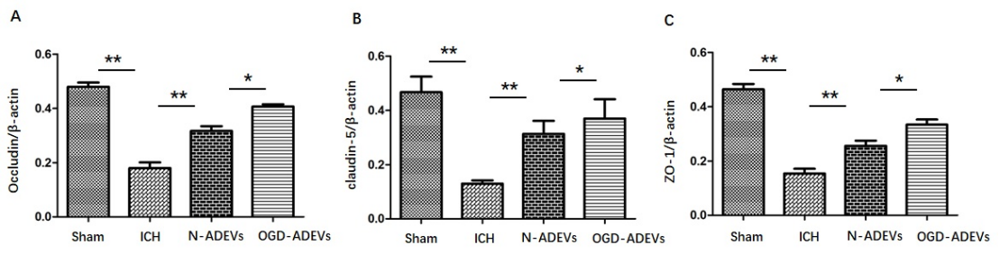 A
Occludin/β-actin
0.6
0.4
0.2
0.0
**
**
*
Sham ICH N-ADEVs OGD-ADEVs
B
claudin-5/β-actin
0.6
0.4
0.2
0.0
**
**
*
Sham ICH N-ADEVs OGD-ADEVs
C
ZO-1/β-actin
0.6
0.4
0.2
0.0
**
**
*
Sham ICH N-ADEVs OGD-ADEVs